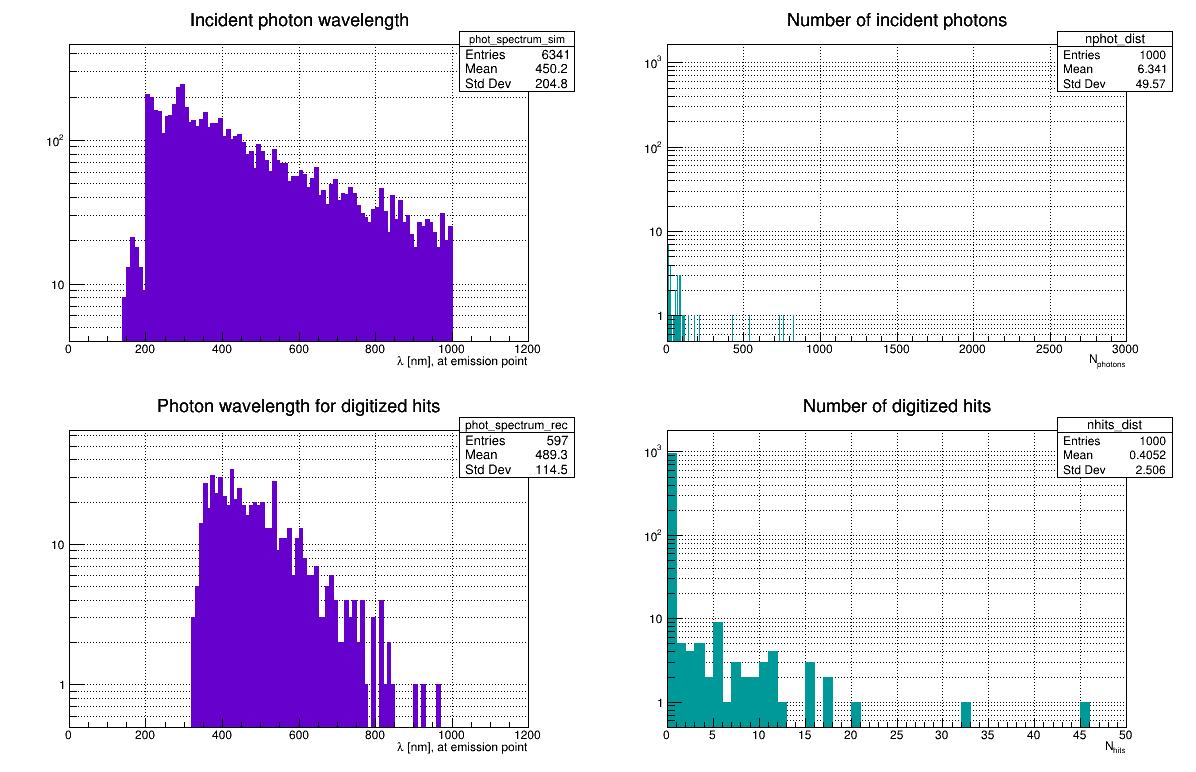 Incident photon wavelength
phot_spectrum_sim
Entries 6341
Mean 450.2
Std Dev 204.8
10²
10
0 200 400 600 800 1000 1200
λ [nm], at emission point
Number of incident photons
nphot_dist
Entries 1000
Mean 6.341
Std Dev 49.57
10³
10²
10
1
0 500 1000 1500 2000 2500 3000
Nphotons
Photon wavelength for digitized hits
phot_spectrum_rec
Entries 597
Mean 489.3
Std Dev 114.5
10
1
0 200 400 600 800 1000 1200
λ [nm], at emission point
Number of digitized hits
nhits_dist
Entries 1000
Mean 0.4052
Std Dev 2.506
10³
10²
10
1
0 5 10 15 20 25 30 35 40 45 50
Nhits